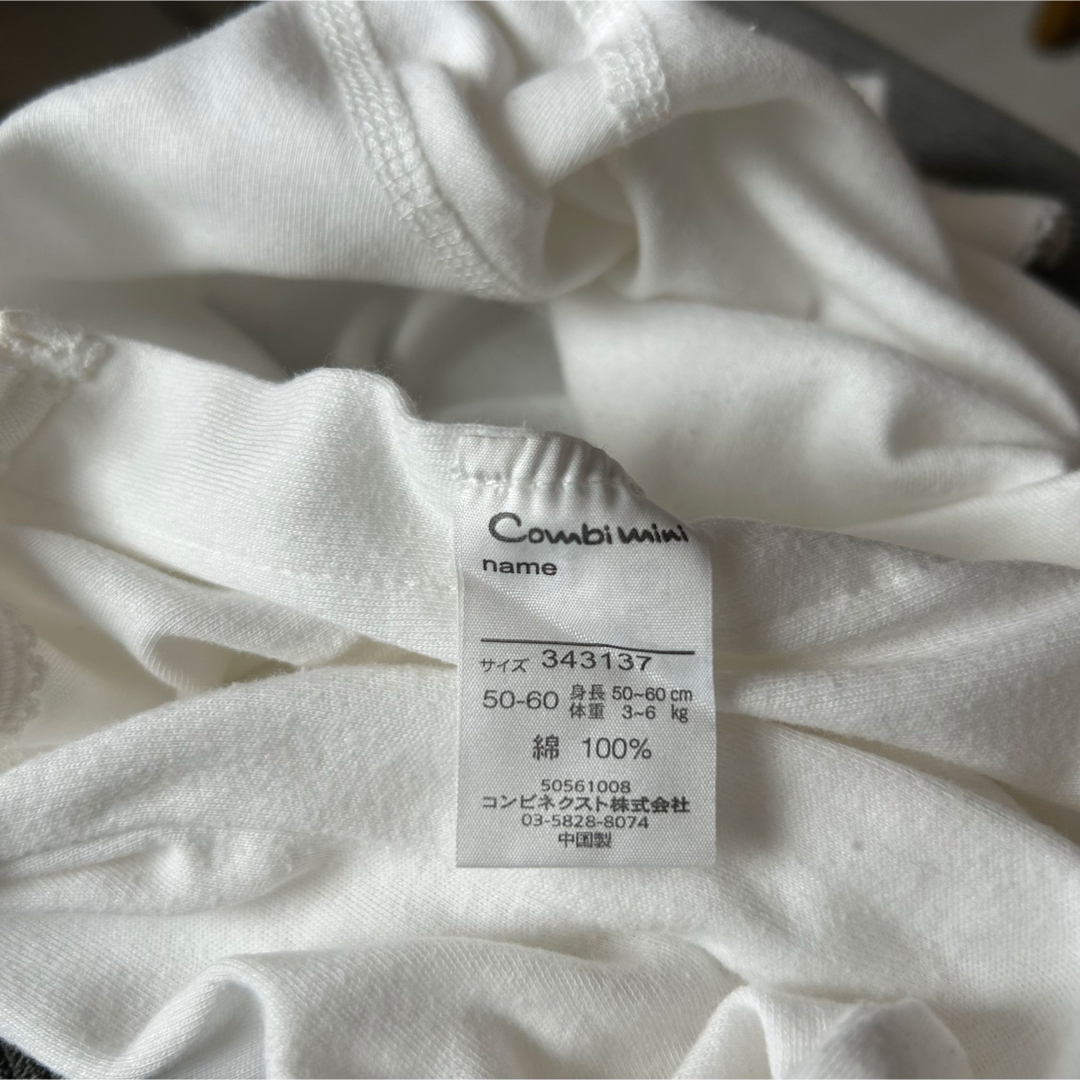 Combi mini
name
サイズ 343137
50-60 身長 50~60 cm
体重 3~6 kg
綿 100%
50561008
コンビネクスト株式会社
03-5828-8074
中国製